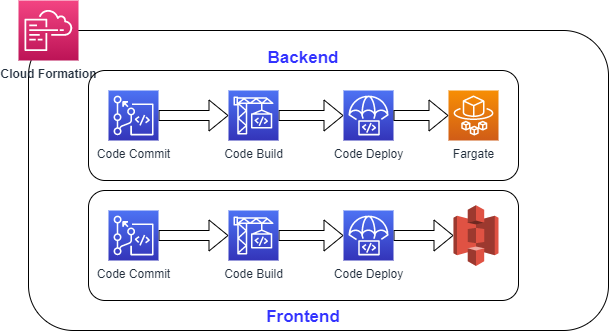 Cloud Formation
Backend
Code Commit
Code Build
Code Deploy
Fargate
Code Commit
Code Build
Code Deploy
Frontend